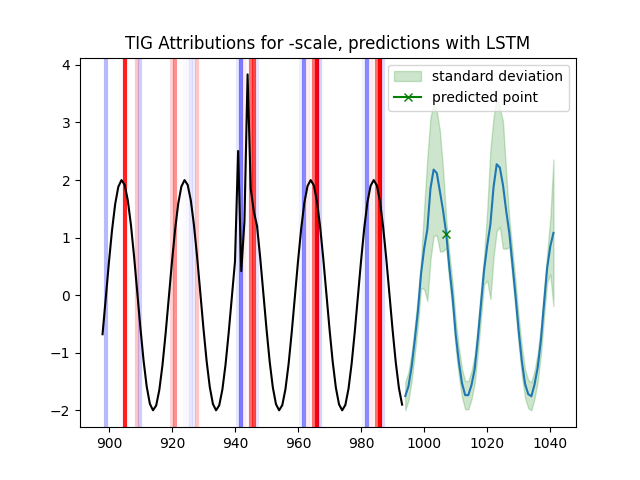 TIG Attributions for -scale, predictions with LSTM
standard deviation
predicted point
4
3
2
1
0
−1
−2
900 920 940 960 980 1000 1020 1040